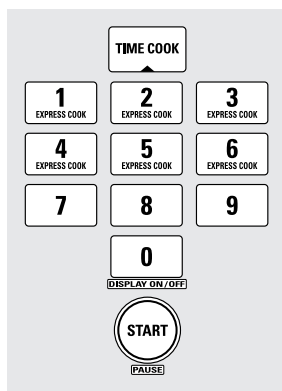 TIME COOK
1 2 3
EXPRESS COOK EXPRESS COOK EXPRESS COOK
4 5 6
EXPRESS COOK EXPRESS COOK EXPRESS COOK
7 8 9
0
DISPLAY ON/OFF
START
PAUSE